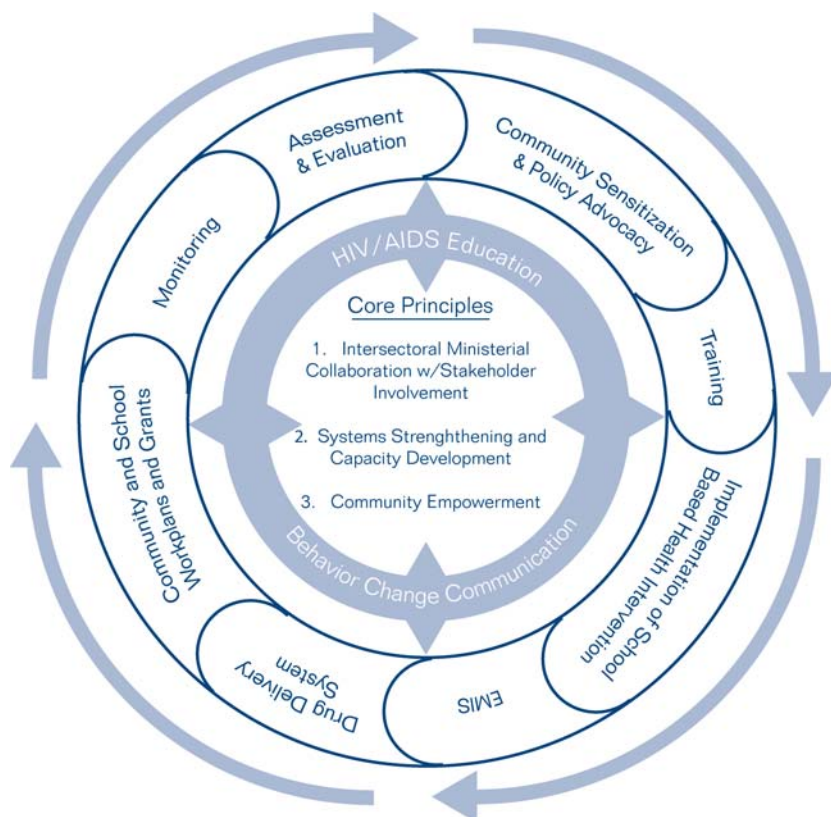 Assessment
& Evaluation
Community Sensitization
& Policy Advocacy
Training
Implementation of School
Based Health Intervention
EMIS
Drug Delivery
System
Community and School
Workplans and Grants
Monitoring
HIV/AIDS Education
Core Principles
1. Intersectoral Ministerial
Collaboration w/Stakeholder
Involvement
2. Systems Strenghthening and
Capacity Development
3. Community Empowerment
Behavior Change Communication